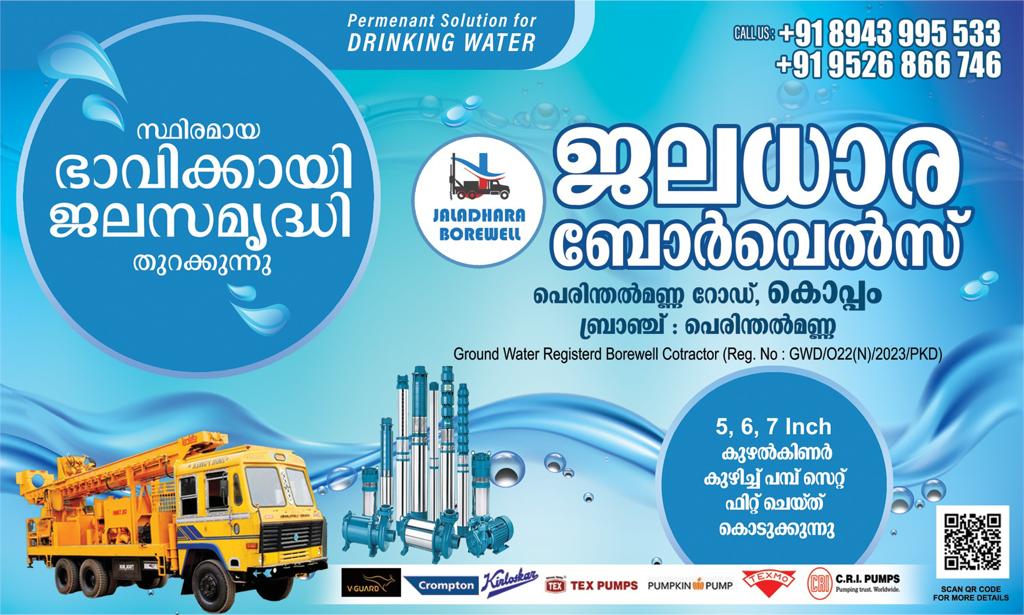 Permenant Solution for
DRINKING WATER
CALL US : +91 8943 995 533
+91 9526 866 746
സ്ഥിരമായ
ഭാവിക്കായി
ജലസമൃദ്ധി
തുറക്കുന്നു
JALADHARA
BOREWELL
ജലധാര
ബോർവെൽസ്
പെരിന്തൽമണ്ണ റോഡ്, കൊപ്പം
ബ്രാഞ്ച് : പെരിന്തൽമണ്ണ
Ground Water Registerd Borewell Cotractor (Reg. No : GWD/O22(N)/2023/PKD)
5, 6, 7 Inch
കുഴൽകിണർ
കുഴിച്ച് പമ്പ് സെറ്റ്
ഫിറ്റ് ചെയ്ത്
കൊടുക്കുന്നു
V-GUARD
Crompton
Kirloskar
TEX TEX PUMPS
PUMPKIN PUMP
TEXMO
CRI C.R.I. PUMPS
Pumping trust. Worldwide.
SCAN QR CODE
FOR MORE DETAILS